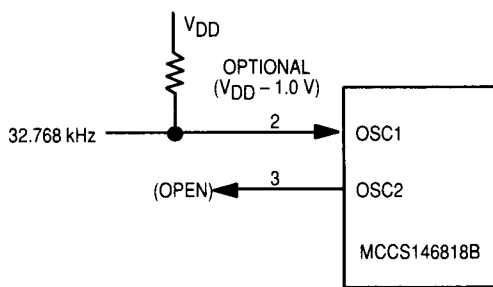 VDD
OPTIONAL
(VDD – 1.0 V)
32.768 kHz
2
OSC1
(OPEN)
3
OSC2
MCCS146818B